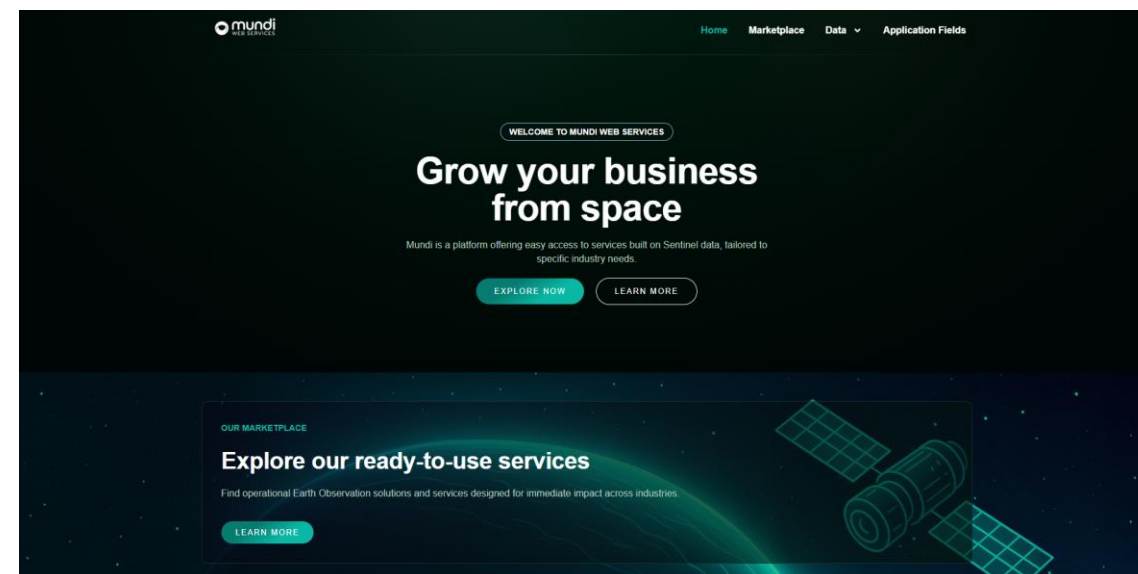 mundi
WEB SERVICES
Home Marketplace Data Application Fields
WELCOME TO MUNDI WEB SERVICES
Grow your business
from space
Mundi is a platform offering easy access to services built on Sentinel data, tailored to
specific industry needs.
EXPLORE NOW LEARN MORE
OUR MARKETPLACE
Explore our ready-to-use services
Find operational Earth Observation solutions and services designed for immediate impact across industries.
LEARN MORE